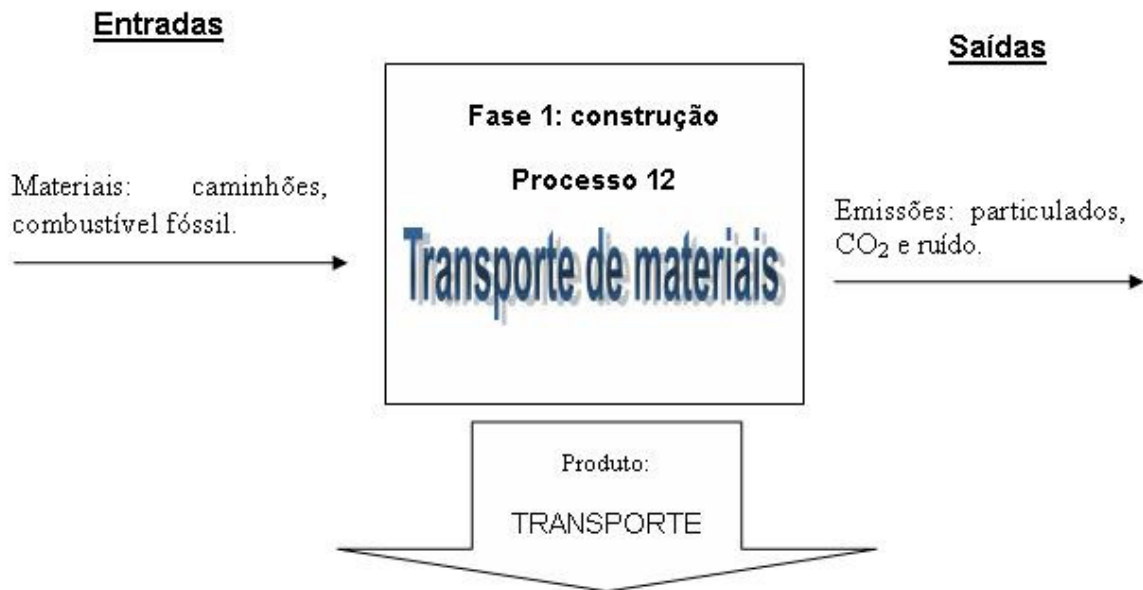 Entradas
Saídas
Fase 1: construção
Processo 12
Transporte de materiais
Materiais: caminhões,
combustível fóssil.
Emissões: particulados,
CO₂ e ruído.
Produto:
TRANSPORTE